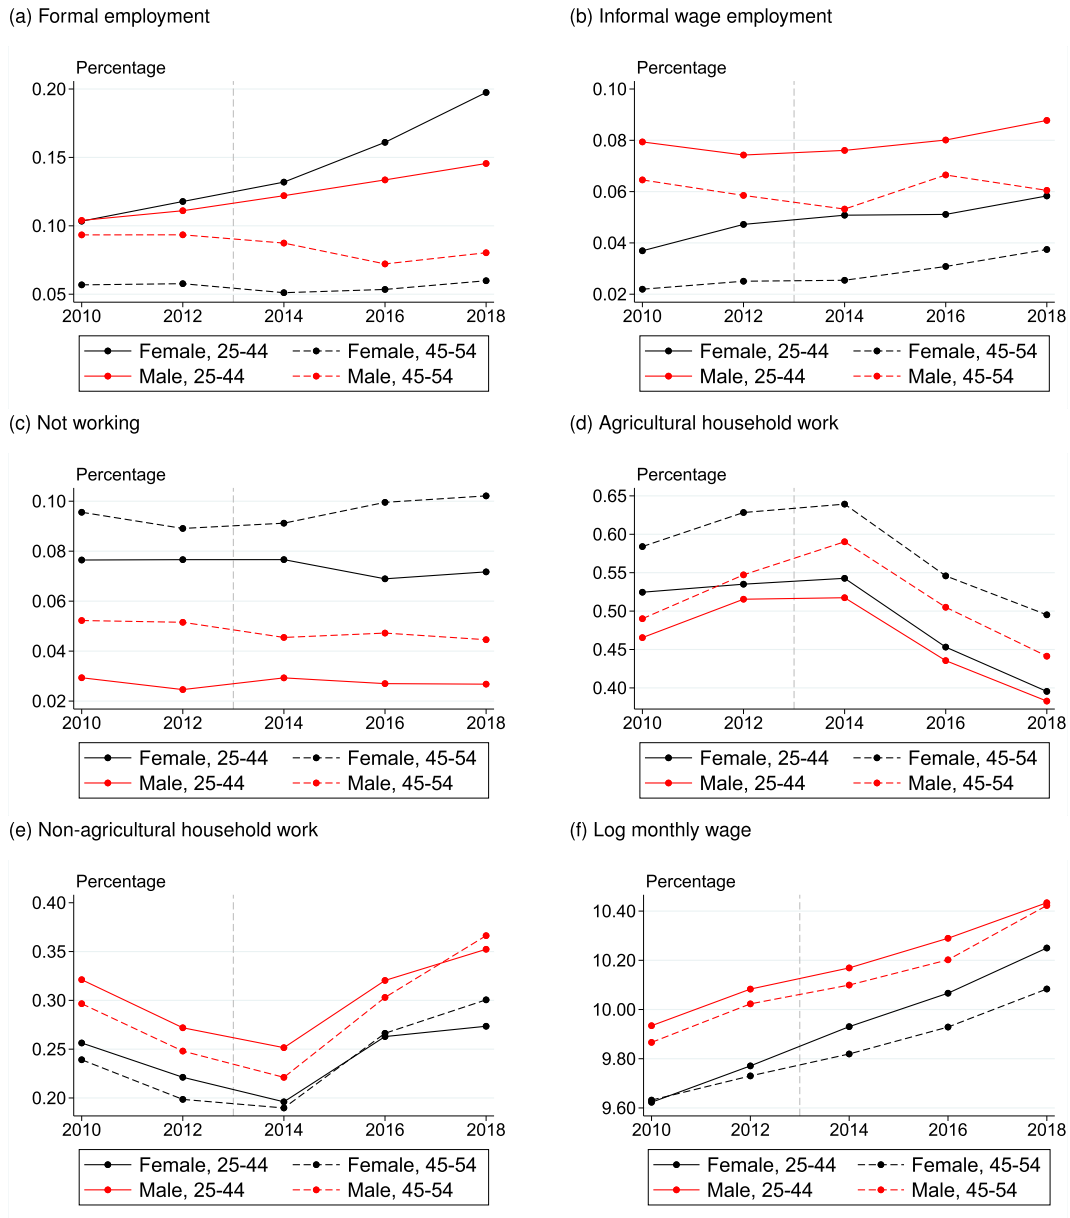 (a) Formal employment
Percentage
0.20
0.15
0.10
0.05
2010 2012 2014 2016 2018
Female, 25-44 Female, 45-54
Male, 25-44 Male, 45-54
(b) Informal wage employment
Percentage
0.10
0.08
0.06
0.04
0.02
2010 2012 2014 2016 2018
Female, 25-44 Female, 45-54
Male, 25-44 Male, 45-54
(c) Not working
Percentage
0.10
0.08
0.06
0.04
0.02
2010 2012 2014 2016 2018
Female, 25-44 Female, 45-54
Male, 25-44 Male, 45-54
(d) Agricultural household work
Percentage
0.65
0.60
0.55
0.50
0.45
0.40
2010 2012 2014 2016 2018
Female, 25-44 Female, 45-54
Male, 25-44 Male, 45-54
(e) Non-agricultural household work
Percentage
0.40
0.35
0.30
0.25
0.20
2010 2012 2014 2016 2018
Female, 25-44 Female, 45-54
Male, 25-44 Male, 45-54
(f) Log monthly wage
Percentage
10.40
10.20
10.00
9.80
9.60
2010 2012 2014 2016 2018
Female, 25-44 Female, 45-54
Male, 25-44 Male, 45-54